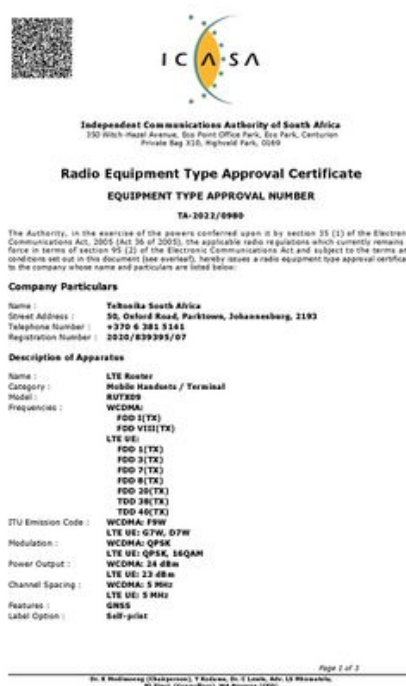 ICASA
Independent Communications Authority of South Africa
350 Witch-Hazel Avenue, Eco Point Office Park, Eco Park, Centurion
Private Bag X10, Highveld Park, 0169
Radio Equipment Type Approval Certificate
EQUIPMENT TYPE APPROVAL NUMBER
TA-2022/0980
The Authority, in the exercise of the powers conferred upon it by section 35 (1) of the Electron
Communications Act, 2005 (Act 36 of 2005), the applicable radio regulations which currently remains
force in terms of section 95 (2) of the Electronic Communications Act and subject to the terms an
conditions set out in this document (see overleaf), hereby issues a radio equipment type approval certifica
to the company whose name and particulars are listed below:
Company Particulars
Name : Teltonika South Africa
Street Address : 50, Oxford Road, Parktown, Johannesburg, 2193
Telephone Number : +370 6 381 5141
Registration Number : 2020/839395/07
Description of Apparatus
Name : LTE Router
Category : Mobile Handsets / Terminal
Model : RUTX09
Frequencies : WCDMA:
FDD I(TX)
FDD VIII(TX)
LTE UE:
FDD 1(TX)
FDD 3(TX)
FDD 7(TX)
FDD 8(TX)
FDD 20(TX)
TDD 38(TX)
TDD 40(TX)
ITU Emission Code : WCDMA: F9W
LTE UE: G7W, D7W
Modulation : WCDMA: QPSK
LTE UE: QPSK, 16QAM
Power Output : WCDMA: 24 dBm
LTE UE: 23 dBm
Channel Spacing : WCDMA: 5 MHz
LTE UE: 5 MHz
Features : GNSS
Label Option : Self-print
Page 1 of 3
(Chairperson), Dr. C Lewis, Adv.